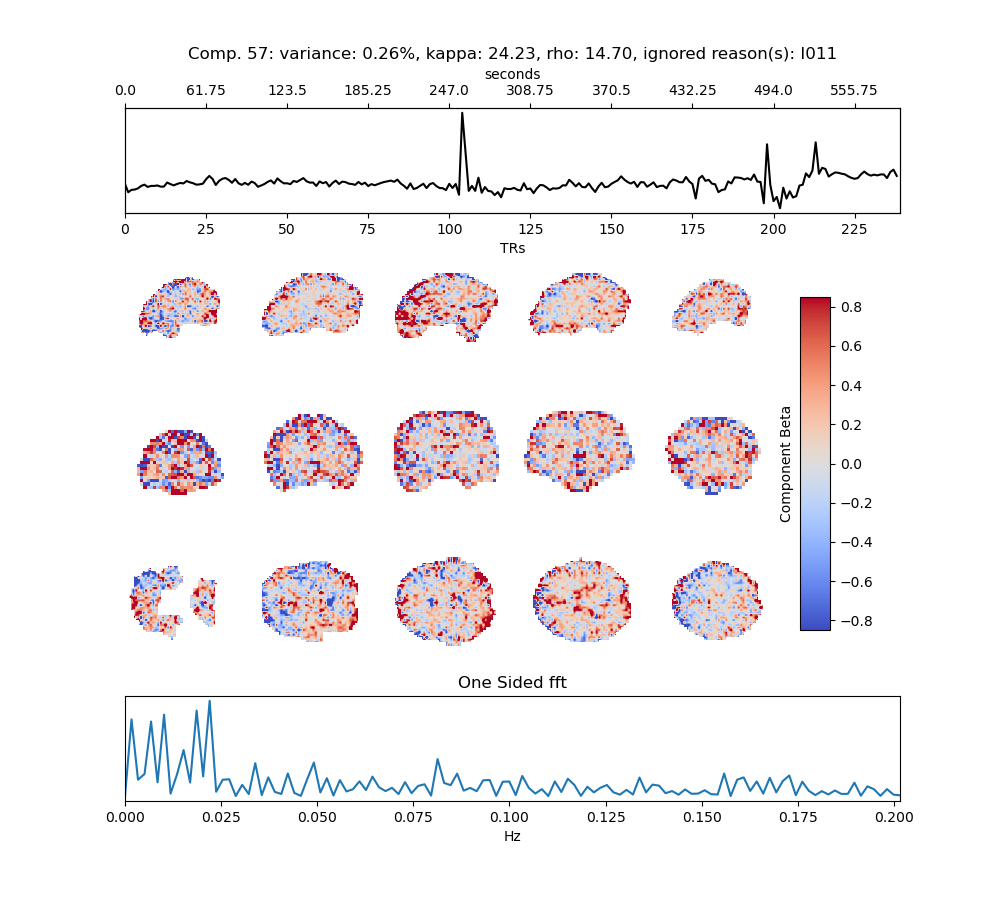 Comp. 57: variance: 0.26%, kappa: 24.23, rho: 14.70, ignored reason(s): I011
seconds
0.0 61.75 123.5 185.25 247.0 308.75 370.5 432.25 494.0 555.75
0 25 50 75 100 125 150 175 200 225
TRs
0.8
0.6
0.4
0.2
0.0
−0.2
−0.4
−0.6
−0.8
Component Beta
One Sided fft
0.000 0.025 0.050 0.075 0.100 0.125 0.150 0.175 0.200
Hz